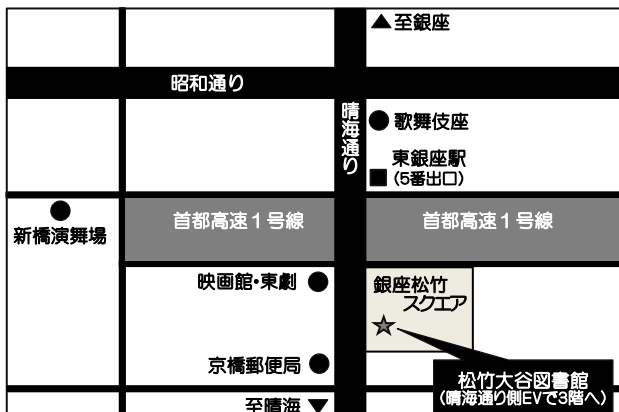 ▲至銀座
昭和通り
晴海通り
●歌舞伎座
■東銀座駅
(5番出口)
首都高速1号線
首都高速1号線
●
新橋演舞場
映画館・東劇●
銀座松竹
スクエア
☆
京橋郵便局●
松竹大谷図書館
(晴海通り側EVで3階へ)
至晴海▼